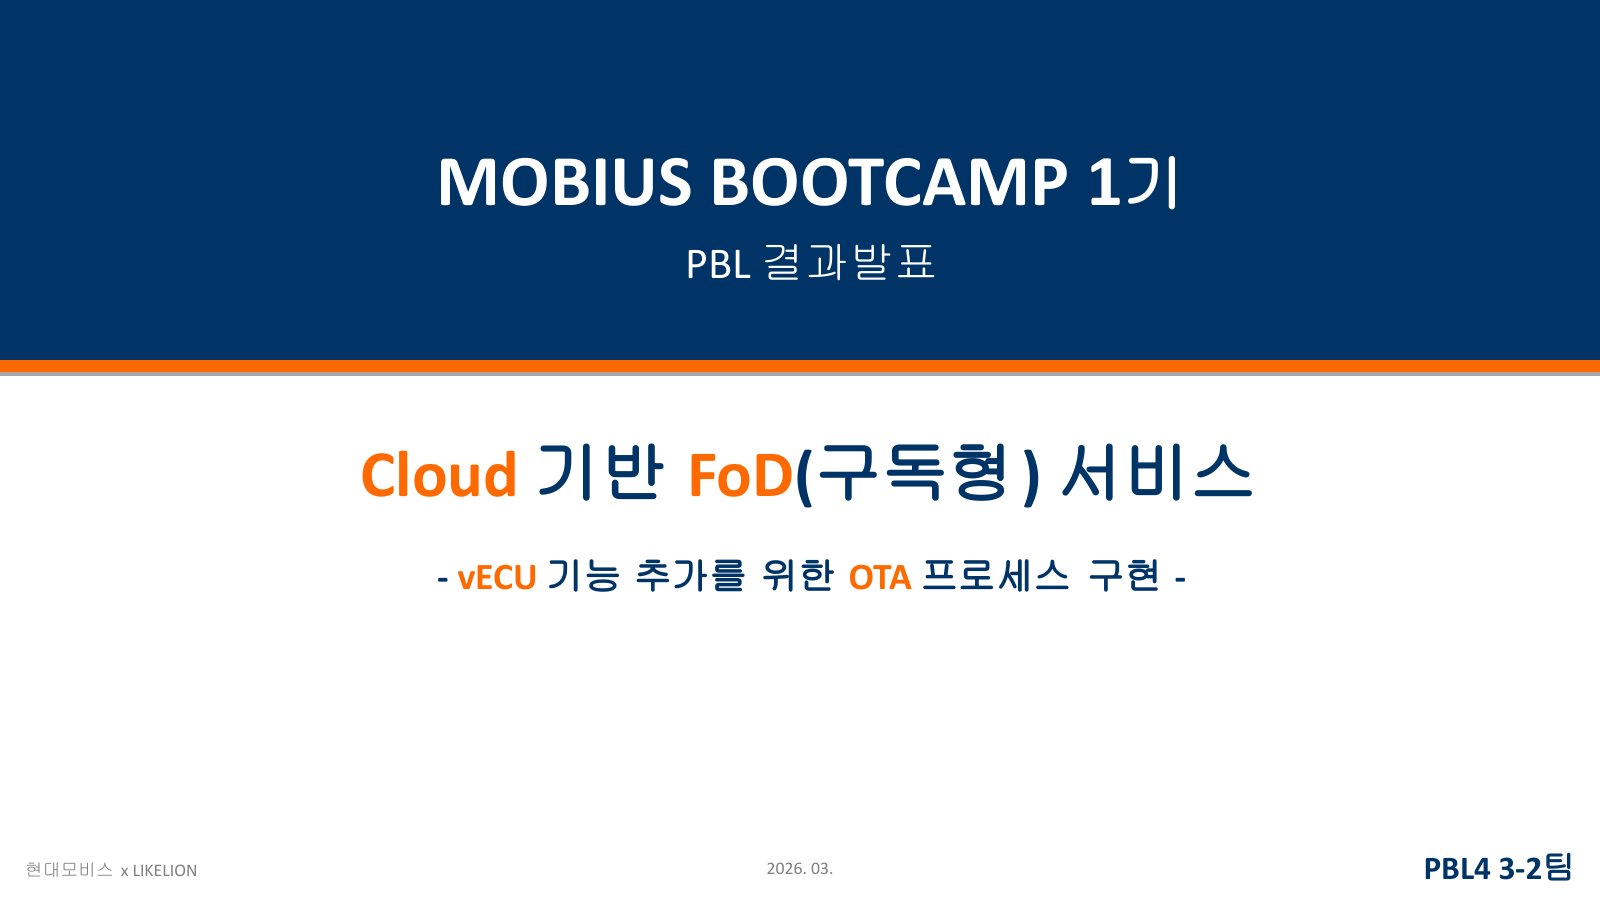 MOBIUS BOOTCAMP 1기
PBL 결과발표
Cloud 기반 FoD(구독형) 서비스
- vECU 기능 추가를 위한 OTA 프로세스 구현 -
현대모비스 x LIKELION
2026. 03.
PBL4 3-2팀